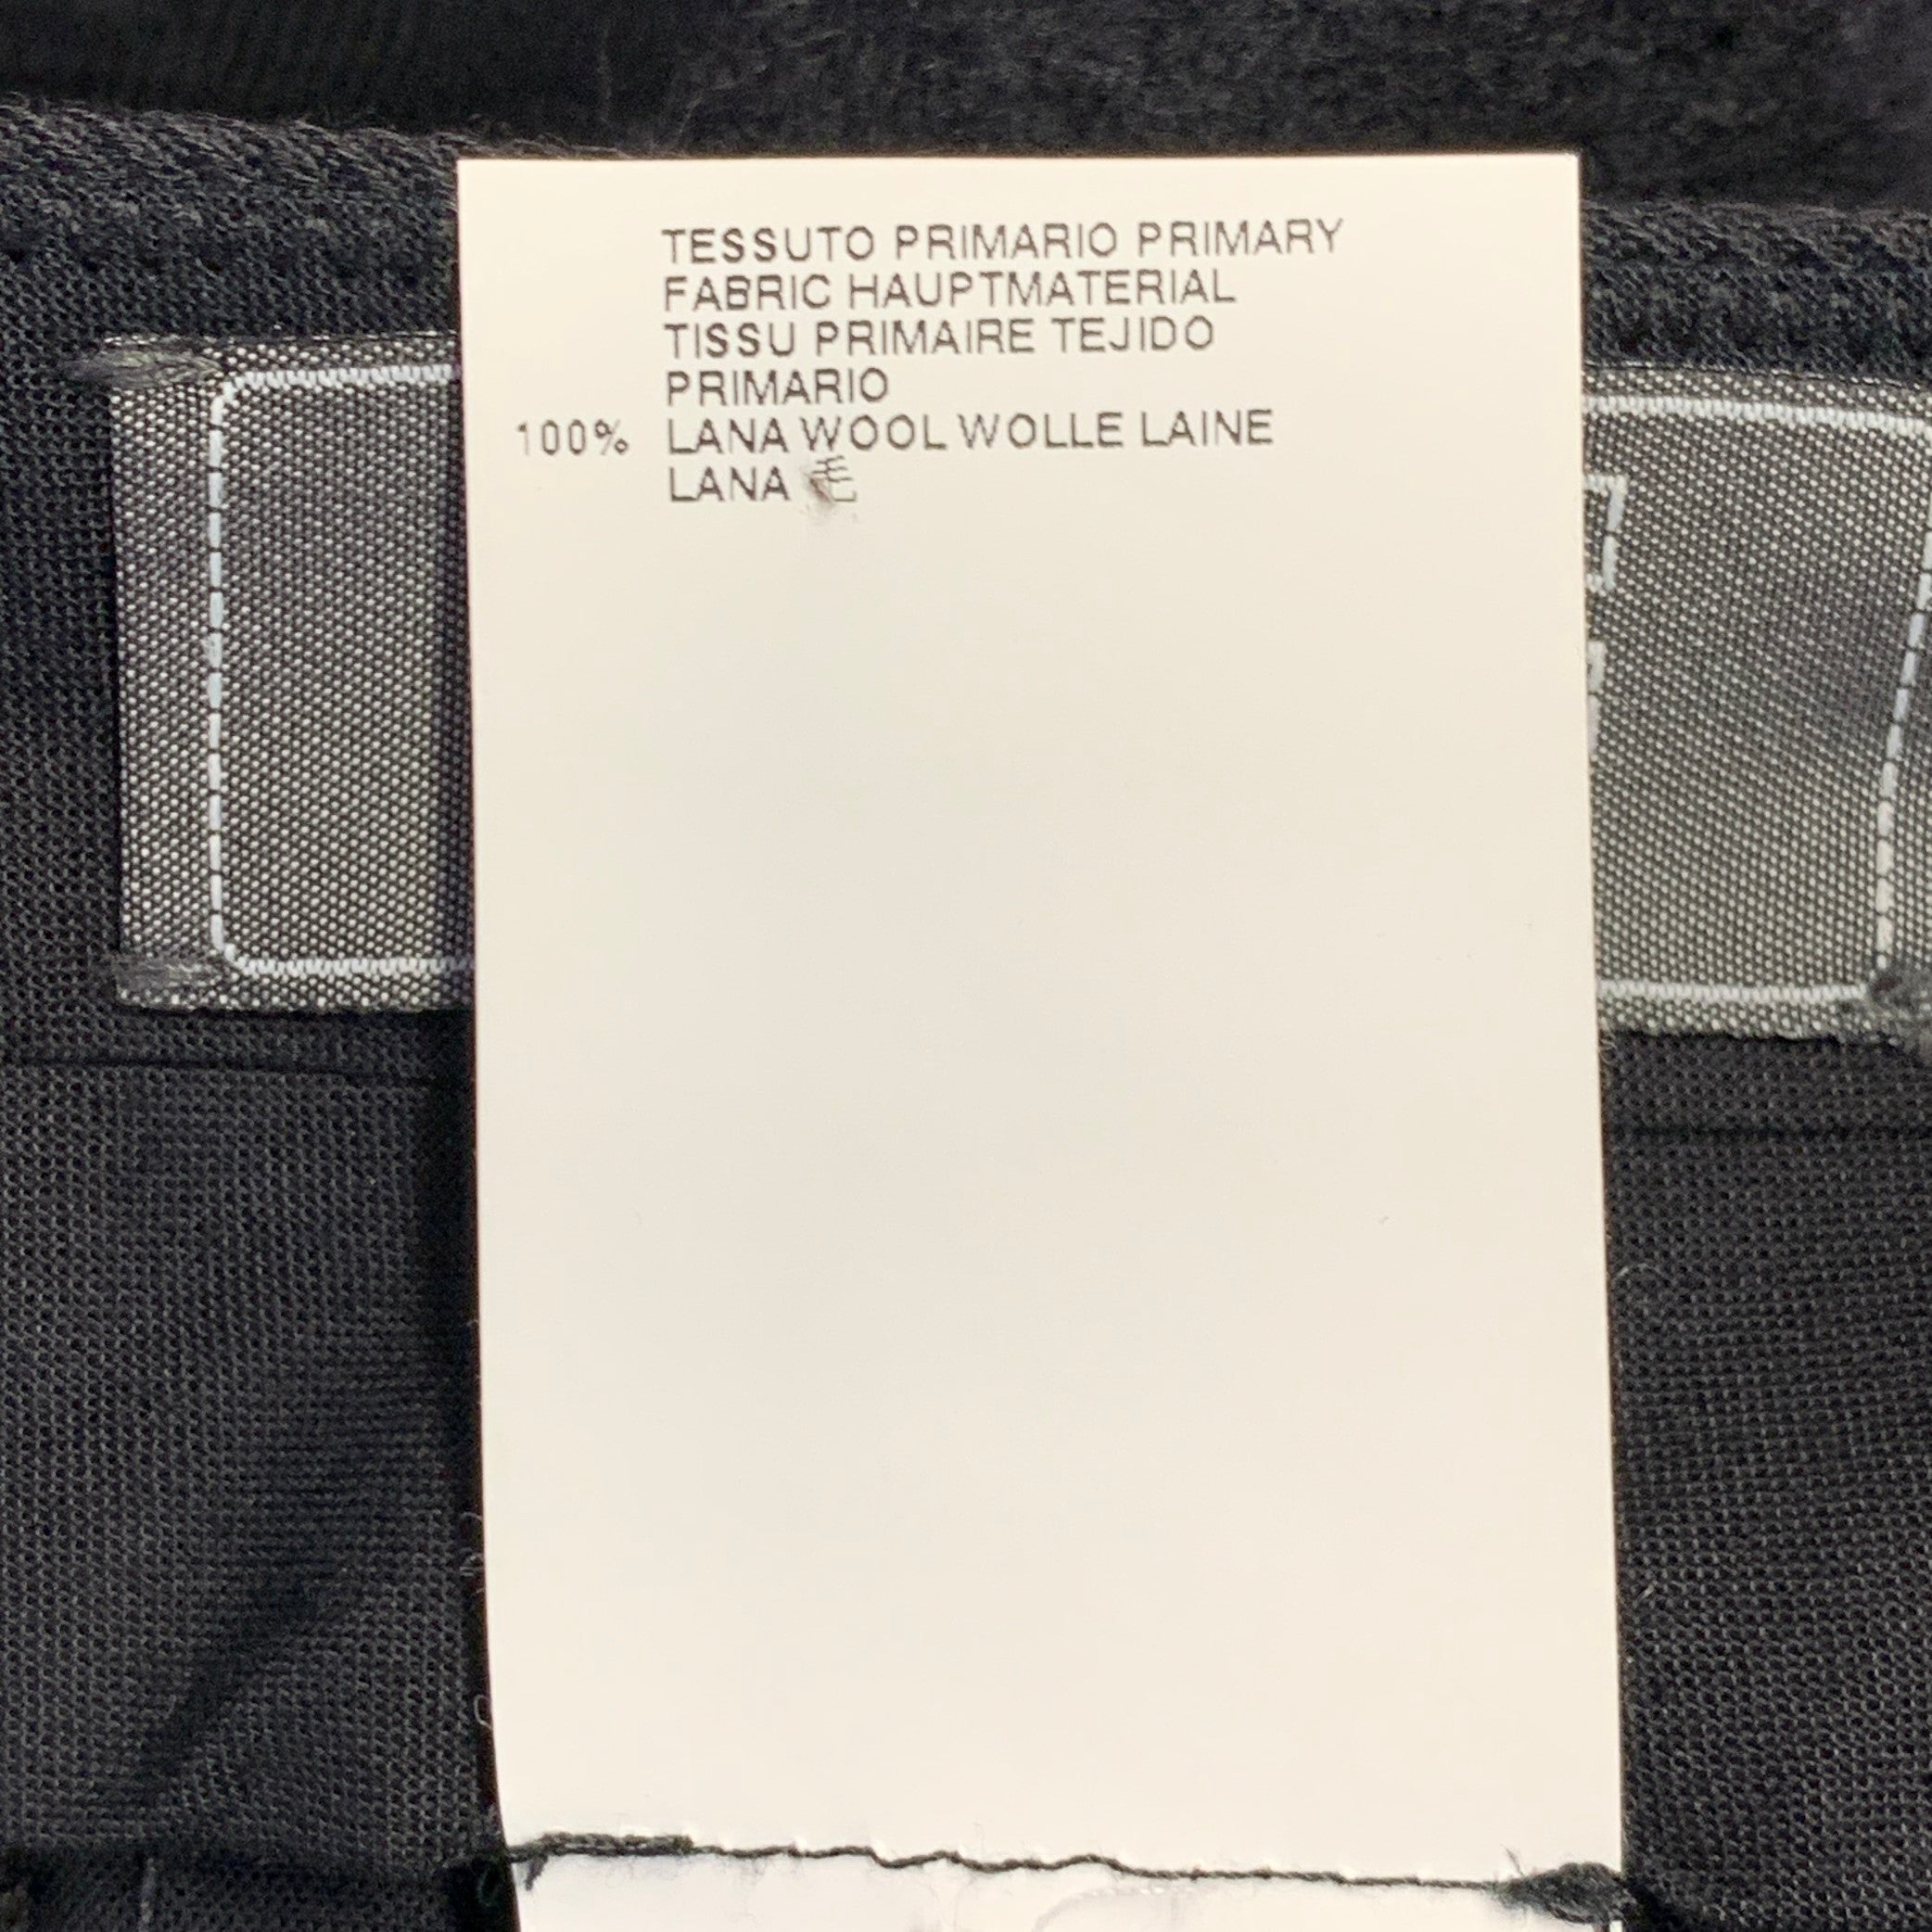 TESSUTO PRIMARIO PRIMARY
FABRIC HAUPTMATERIAL
TISSU PRIMAIRE TEJIDO
PRIMARIO
100% LANA WOOL WOLLE LAINE
LANA 毛